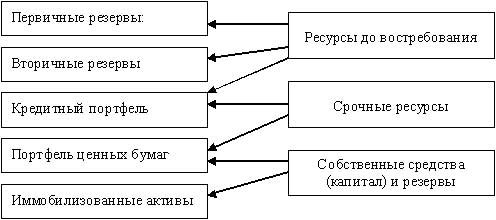 Первичные резервы:
Вторичные резервы
Кредитный портфель
Портфель ценных бумаг
Иммобилизованные активы
Ресурсы до востребования
Срочные ресурсы
Собственные средства
(капитал) и резервы